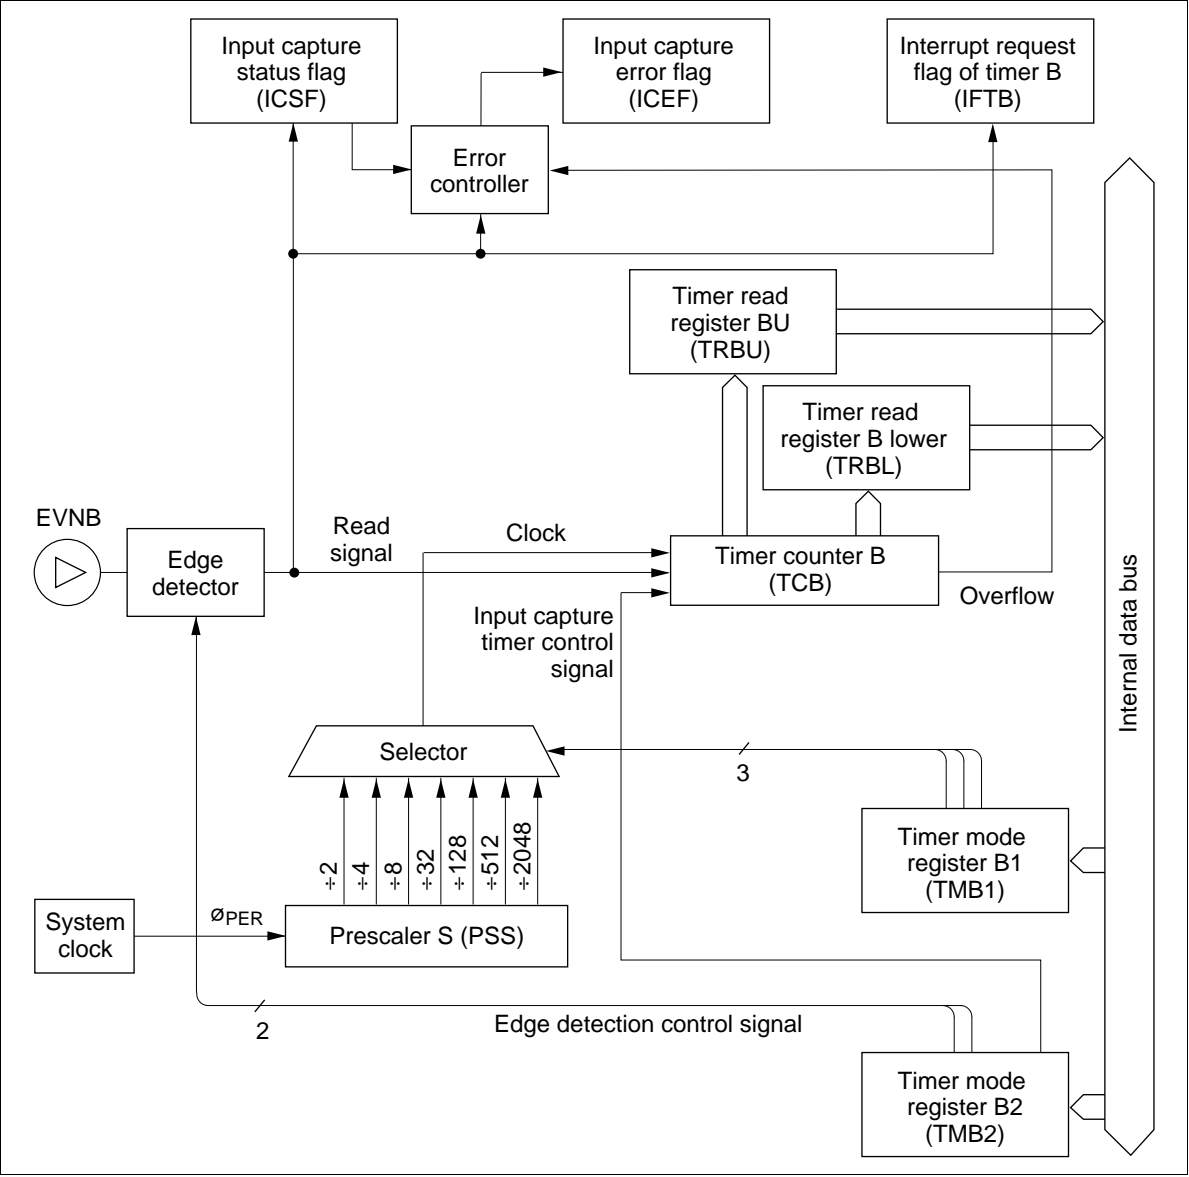 Input capture
status flag
(ICSF)
Input capture
error flag
(ICEF)
Interrupt request
flag of timer B
(IFTB)
Error
controller
Timer read
register BU
(TRBU)
Timer read
register B lower
(TRBL)
EVNB
Edge
detector
Read
signal
Clock
Timer counter B
(TCB)
Overflow
Input capture
timer control
signal
Internal data bus
Selector
3
÷2
÷4
÷8
÷32
÷128
÷512
÷2048
Timer mode
register B1
(TMB1)
System
clock
øPER
Prescaler S (PSS)
2
Edge detection control signal
Timer mode
register B2
(TMB2)